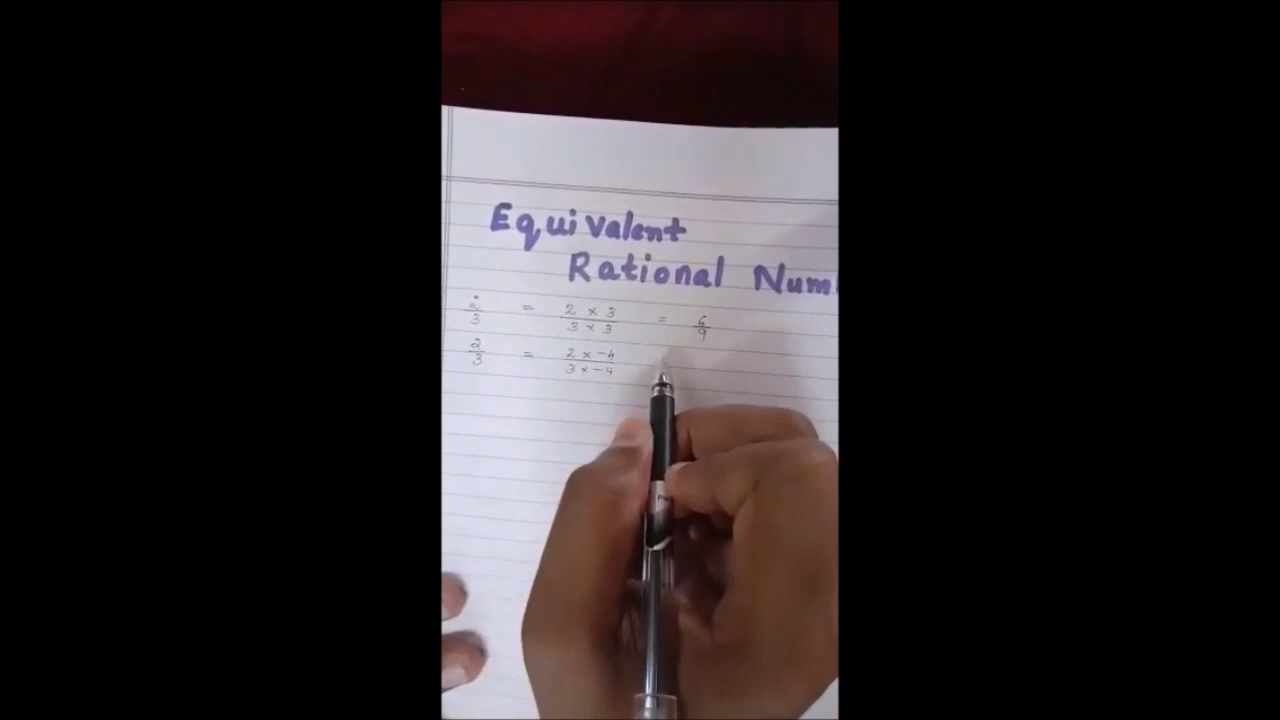 Equivalent
Rational Num
2/3 = 2 × 3 / 3 × 3 = 6/9
2/3 = 2 × -4 / 3 × -4